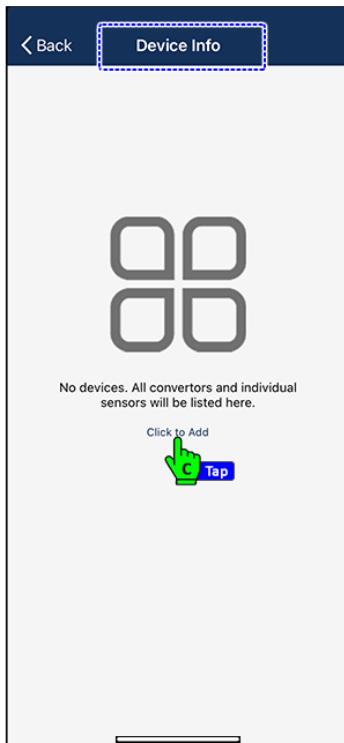 Back
Device Info
No devices. All convertors and individual
sensors will be listed here.
Click to Add
C
Tap